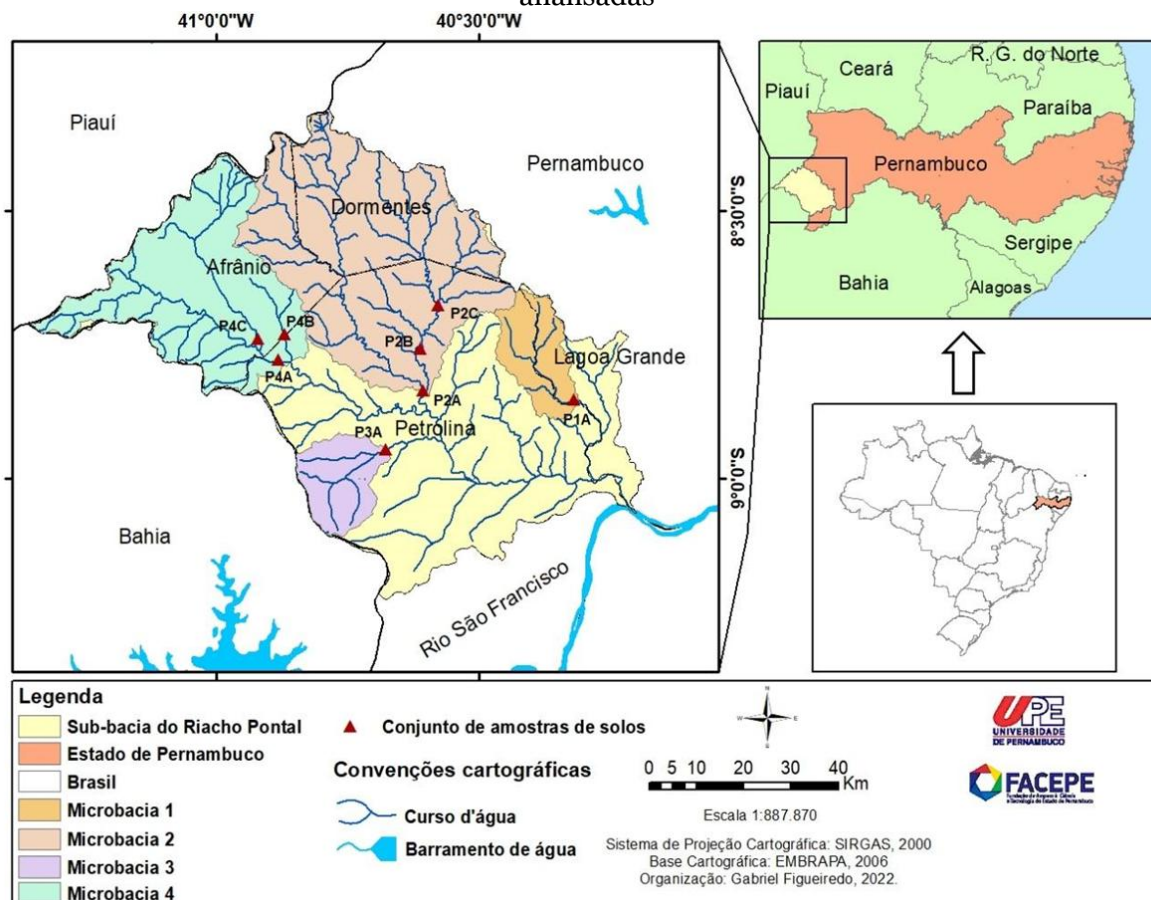 analisadas
41°0'0"W
40°30'0"W
Piauí
Pernambuco
Dormentes
Afrânio
P4C
P4B
P4A
P2C
P2B
P2A
Lagoa Grande
P1A
P3A
Petrolina
Bahia
Rio São Francisco
8°30'0"S
9°0'0"S
R. G. do Norte
Ceará
Piauí
Paraíba
Pernambuco
Sergipe
Bahia
Alagoas
Legenda
Sub-bacia do Riacho Pontal
Estado de Pernambuco
Brasil
Microbacia 1
Microbacia 2
Microbacia 3
Microbacia 4
Conjunto de amostras de solos
Convenções cartográficas
Curso d'água
Barramento de água
N
W E
S
0 5 10 20 30 40
Km
Escala 1:887.870
Sistema de Projeção Cartográfica: SIRGAS, 2000
Base Cartográfica: EMBRAPA, 2006
Organização: Gabriel Figueiredo, 2022.
UPE
UNIVERSIDADE
DE PERNAMBUCO
FACEPE